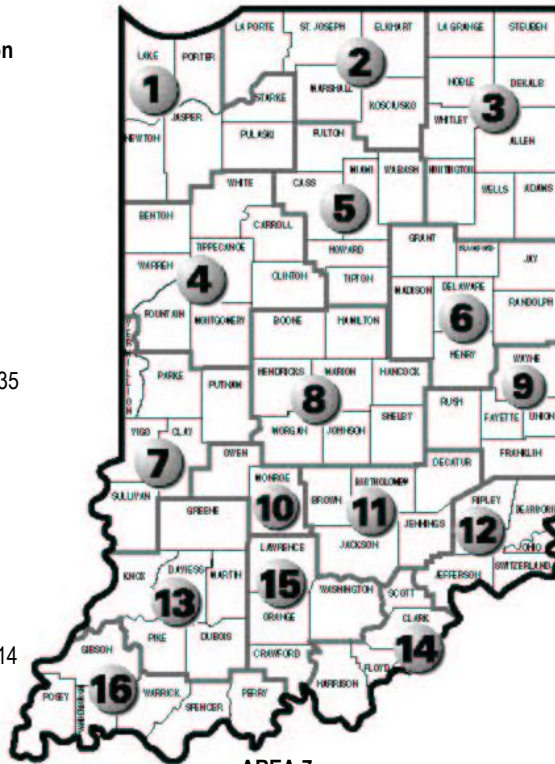 on
LA PORTE ST. JOSEPH ELKHART LA GRANGE STEUBEN
LAKE PORTER
2
1
NOBLE DEKALB
MARSHALL
STARKE KOSCIUSKO
3
JASPER
WHITLEY
NEWTON
PULASKI FULTON
ALLEN
MIAMI WABASH
WHITE CASS
WELLS ADAMS
5
BENTON
CARROLL
GRANT
TIPPECANOE
HOWARD
JAY
WARREN
4
CLINTON TIPTON
MADISON DELAWARE
RANDOLPH
FOUNTAIN
MONTGOMERY
BOONE HAMILTON
6
VERMILLION
HENRY
WAYNE
35
PARKE
PUTNAM
HENDRICKS MARION HANCOCK
9
8
RUSH
FAYETTE UNION
SHELBY
VIGO CLAY
MORGAN JOHNSON
FRANKLIN
7
OWEN
DECATUR
MONROE
BARTHOLOMEW
RIPLEY
SULLIVAN
10
BROWN
11
DEARBORN
GREENE
JENNINGS
12
LAWRENCE
JACKSON
OHIO
SWITZERLAND
KNOX
DAVIESS
MARTIN
JEFFERSON
15
WASHINGTON
SCOTT
13
ORANGE
CLARK
PIKE
DUBOIS
14
14
GIBSON
CRAWFORD
FLOYD
16
HARRISON
POSEY
WARRICK
PERRY
SPENCER
AREA 7